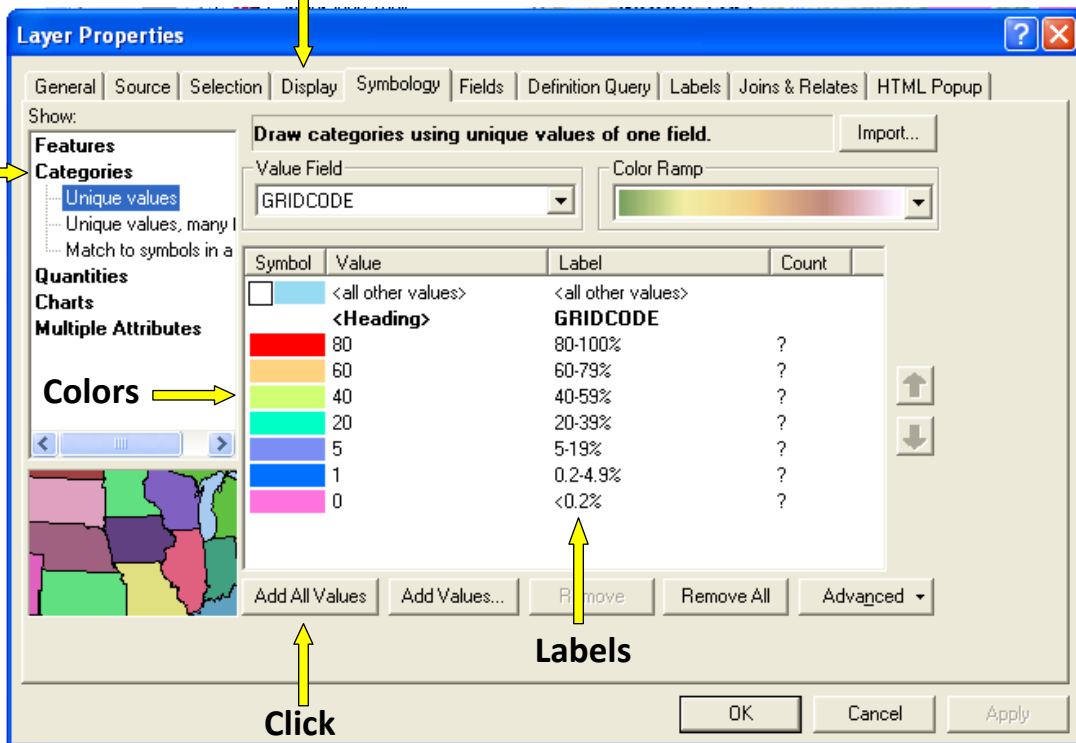 Layer Properties
General Source Selection Display Symbology Fields Definition Query Labels Joins & Relates HTML Popup
Show:
Features
Categories
Unique values
Unique values, many
Match to symbols in a
Quantities
Charts
Multiple Attributes
Draw categories using unique values of one field.
Import...
Value Field
GRIDCODE
Color Ramp
Symbol Value Label Count
<all other values> <all other values>
<Heading> GRIDCODE
80 80-100% ?
60 60-79% ?
40 40-59% ?
20 20-39% ?
5 5-19% ?
1 0.2-4.9% ?
0 <0.2% ?
Colors
Add All Values Add Values... Remove Remove All Advanced
Labels
Click
OK Cancel Apply